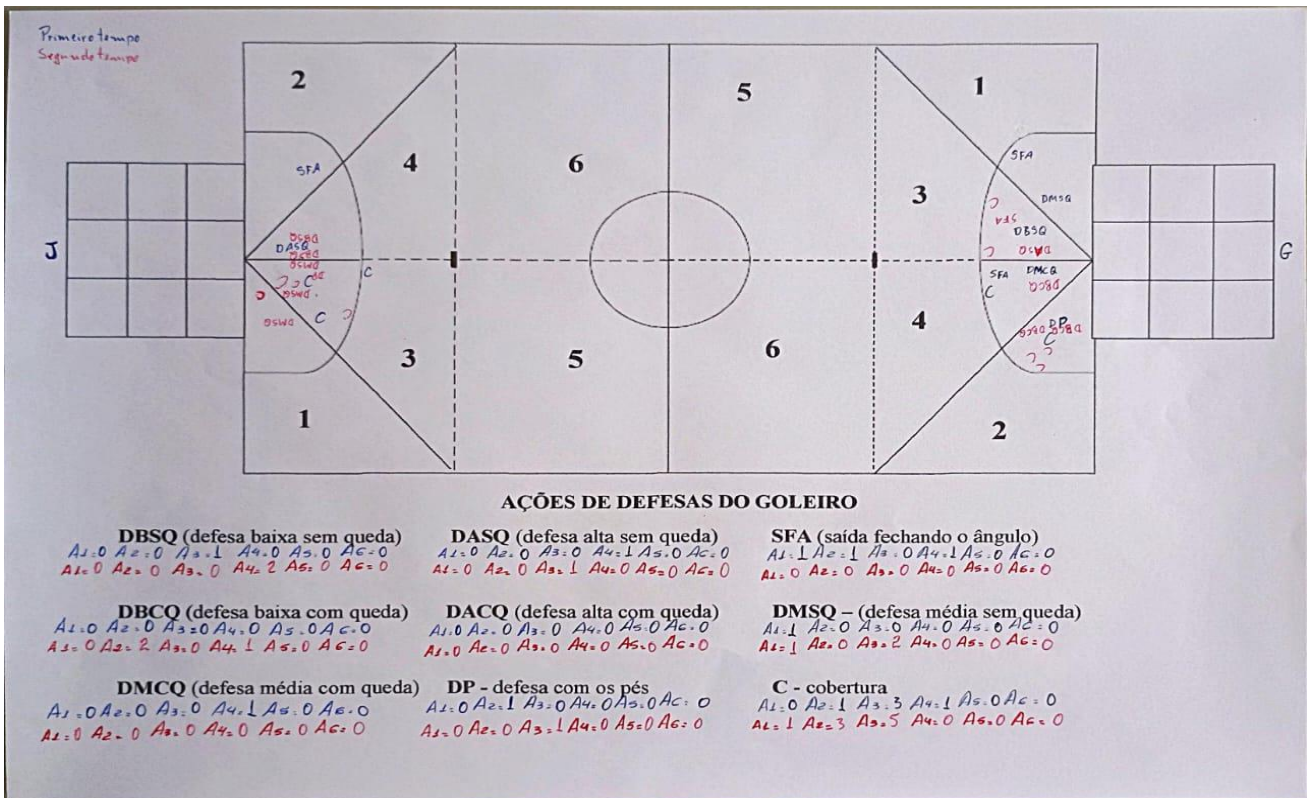 Primeiro tempo
Segundo tempo
2
5
1
4
6
3
SFA
SFA
C
DMSQ
SFA
DBSQ
DBSQ
DASQ
DBSQ
DMSQ
C
DASQ
J
G
C
SFA
DMCQ
DP
C
C
C
C
DBCQ
C
DMSQ
C
DMSQ
C
C
DBCQ
DBCQ
DP
C
C
C
3
5
6
4
1
2
AÇÕES DE DEFESAS DO GOLEIRO
DBSQ (defesa baixa sem queda)
A1=0 A2=0 A3=1 A4=0 A5=0 A6=0
A1=0 A2=0 A3=0 A4=2 A5=0 A6=0
DASQ (defesa alta sem queda)
A1=0 A2=0 A3=0 A4=1 A5=0 A6=0
A1=0 A2=0 A3=1 A4=0 A5=0 A6=0
SFA (saída fechando o ângulo)
A1=1 A2=1 A3=0 A4=1 A5=0 A6=0
A1=0 A2=0 A3=0 A4=0 A5=0 A6=0
DBCQ (defesa baixa com queda)
A1=0 A2=0 A3=0 A4=0 A5=0 A6=0
A1=0 A2=2 A3=0 A4=1 A5=0 A6=0
DACQ (defesa alta com queda)
A1=0 A2=0 A3=0 A4=0 A5=0 A6=0
A1=0 A2=0 A3=0 A4=0 A5=0 A6=0
DMSQ – (defesa média sem queda)
A1=1 A2=0 A3=0 A4=0 A5=0 A6=0
A1=1 A2=0 A3=2 A4=0 A5=0 A6=0
DMCQ (defesa média com queda)
A1=0 A2=0 A3=0 A4=1 A5=0 A6=0
A1=0 A2=0 A3=0 A4=0 A5=0 A6=0
DP - defesa com os pés
A1=0 A2=1 A3=0 A4=0 A5=0 A6=0
A1=0 A2=0 A3=1 A4=0 A5=0 A6=0
C - cobertura
A1=0 A2=1 A3=3 A4=1 A5=0 A6=0
A1=1 A2=3 A3=5 A4=0 A5=0 A6=0